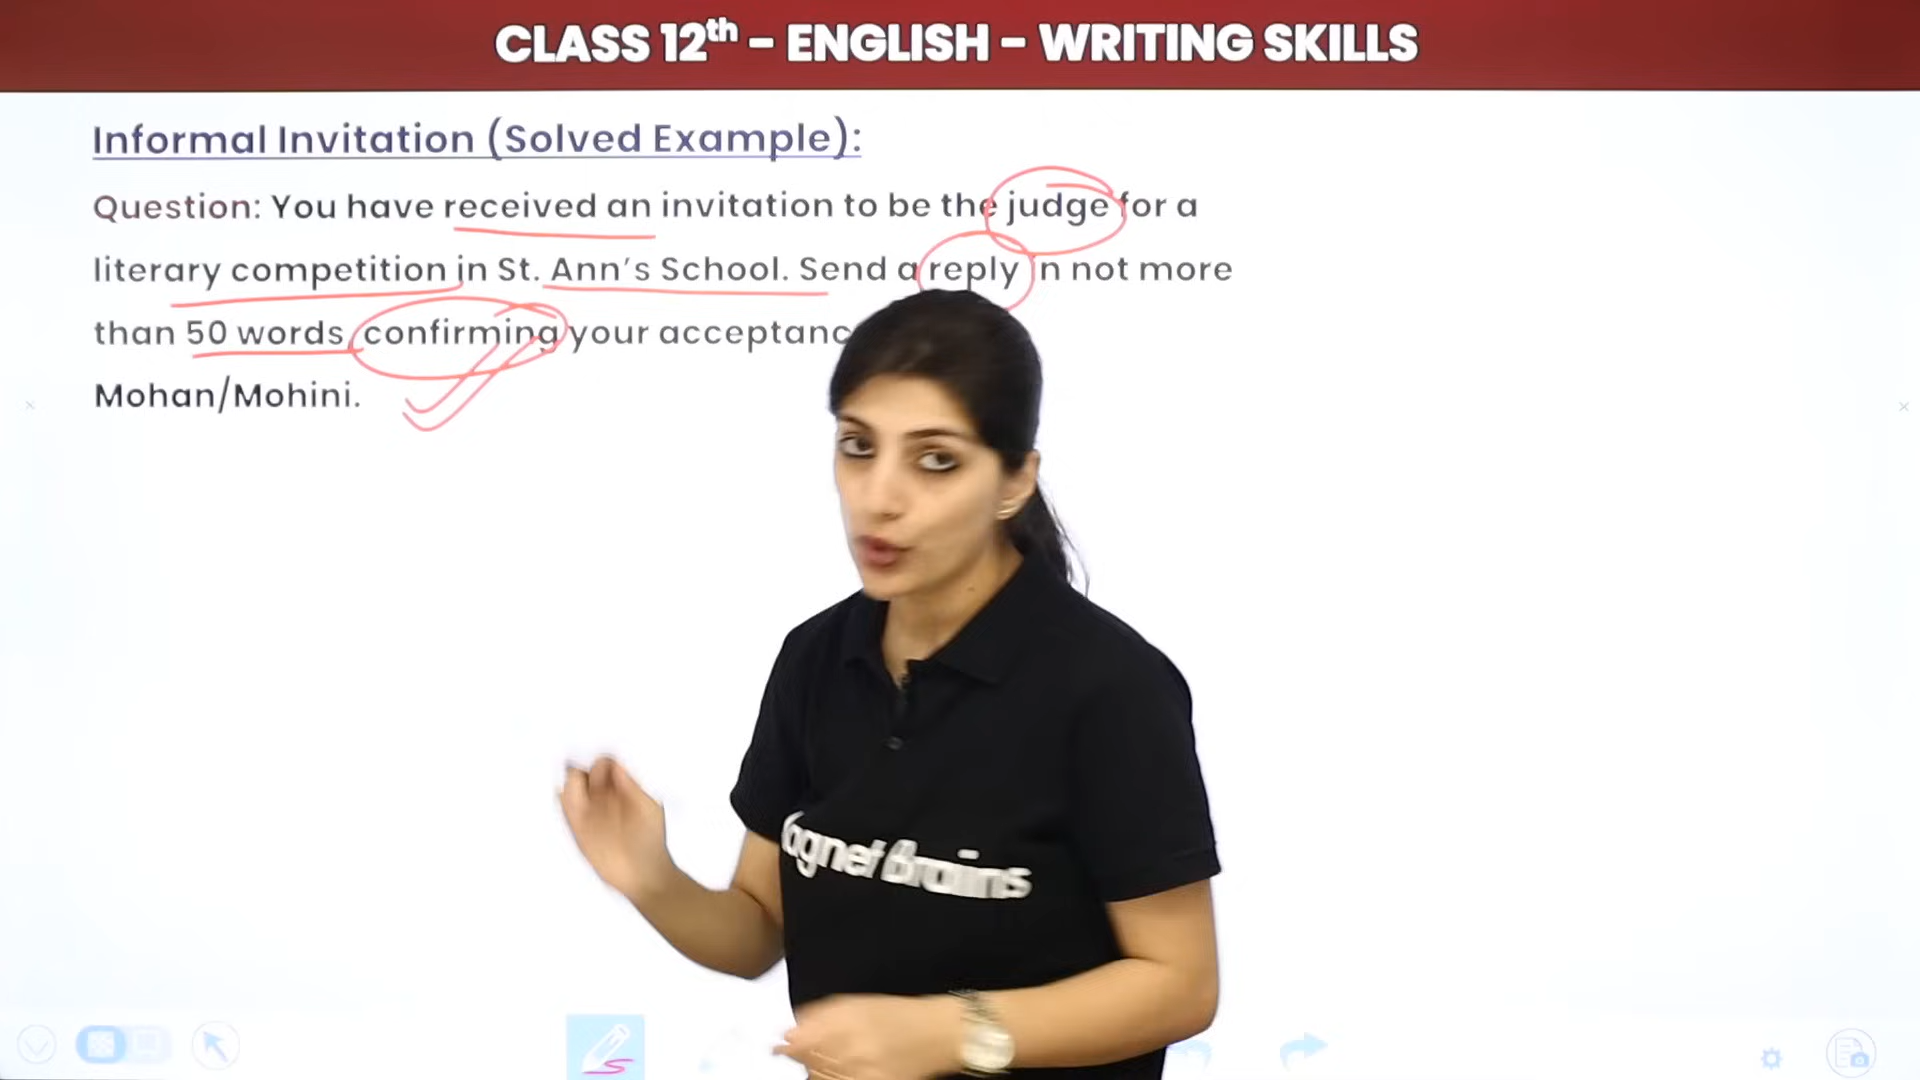 CLASS 12th – ENGLISH – WRITING SKILLS
Informal Invitation (Solved Example):
Question: You have received an invitation to be the judge for a
literary competition in St. Ann's School. Send a reply in not more
than 50 words, confirming your
Mohan/Mohini.
agnet Brains